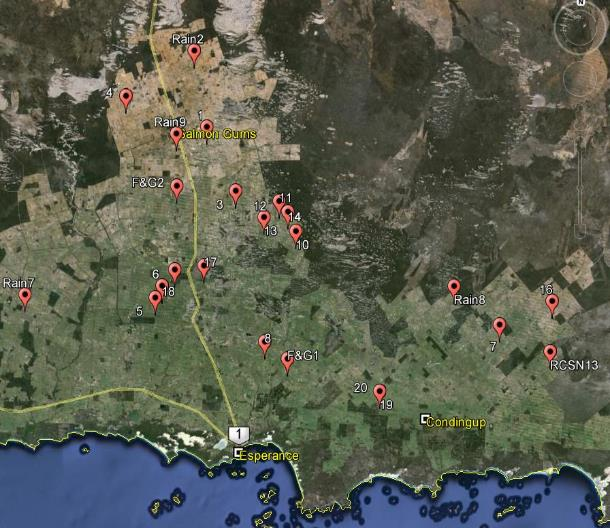 N
Rain2
4
1
Rain9
Salmon Gums
F&G2
3
11
12
14
13
10
17
6
18
5
Rain7
Rain8
16
7
8
F&G1
RCSN13
20
19
Condingup
1
Esperance